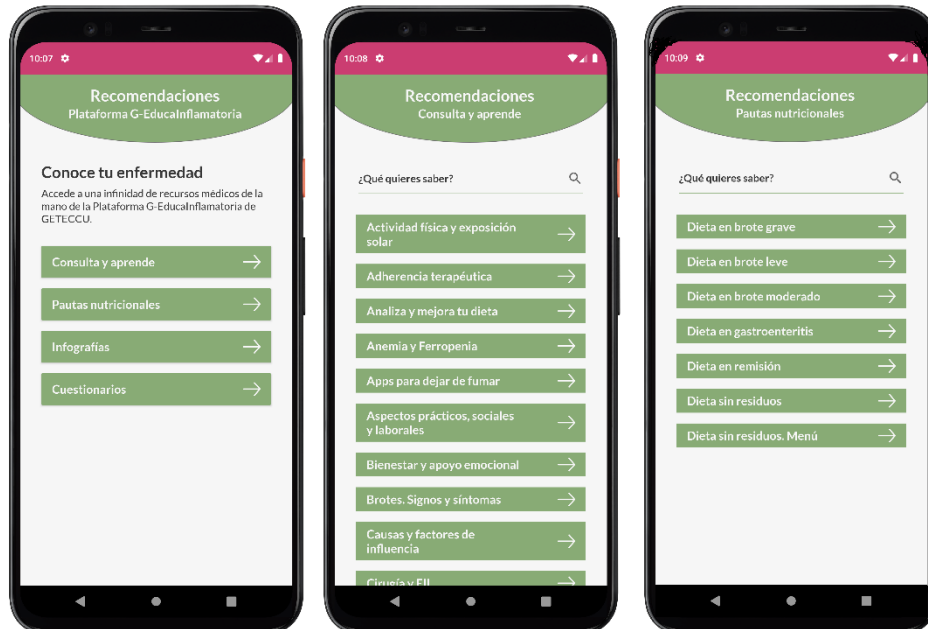 10:07
Recomendaciones
Plataforma G-EducaInflamatoria
Conoce tu enfermedad
Accede a una infinidad de recursos médicos de la
mano de la Plataforma G-EducaInflamatoria de
GETECCU.
Consulta y aprende
Pautas nutricionales
Infografías
Cuestionarios
10:08
Recomendaciones
Consulta y aprende
¿Qué quieres saber?
Actividad física y exposición
solar
Adherencia terapéutica
Analiza y mejora tu dieta
Anemia y Ferropenia
Apps para dejar de fumar
Aspectos prácticos, sociales
y laborales
Bienestar y apoyo emocional
Brotes. Signos y síntomas
Causas y factores de
influencia
Cirugía y EII
10:09
Recomendaciones
Pautas nutricionales
¿Qué quieres saber?
Dieta en brote grave
Dieta en brote leve
Dieta en brote moderado
Dieta en gastroenteritis
Dieta en remisión
Dieta sin residuos
Dieta sin residuos. Menú